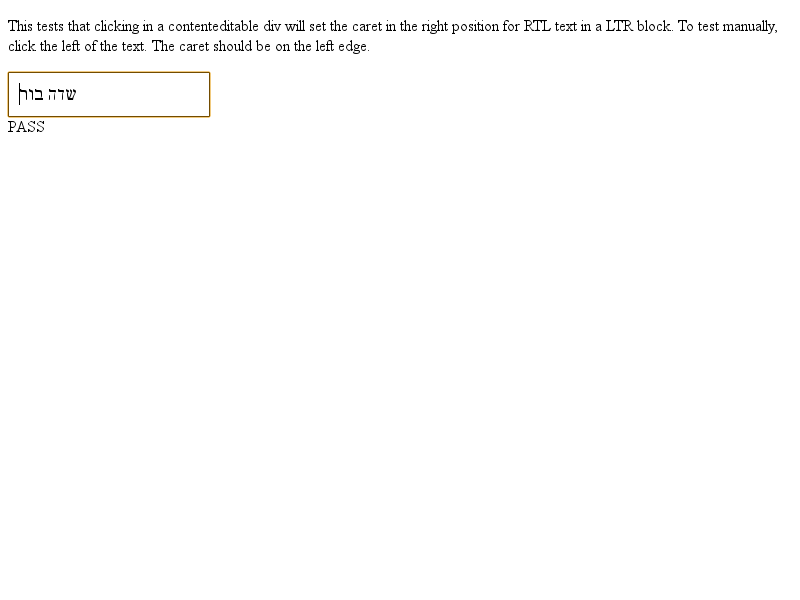 This tests that clicking in a contenteditable div will set the caret in the right position for RTL text in a LTR block. To test manually,
click the left of the text. The caret should be on the left edge.
שדה בור
PASS